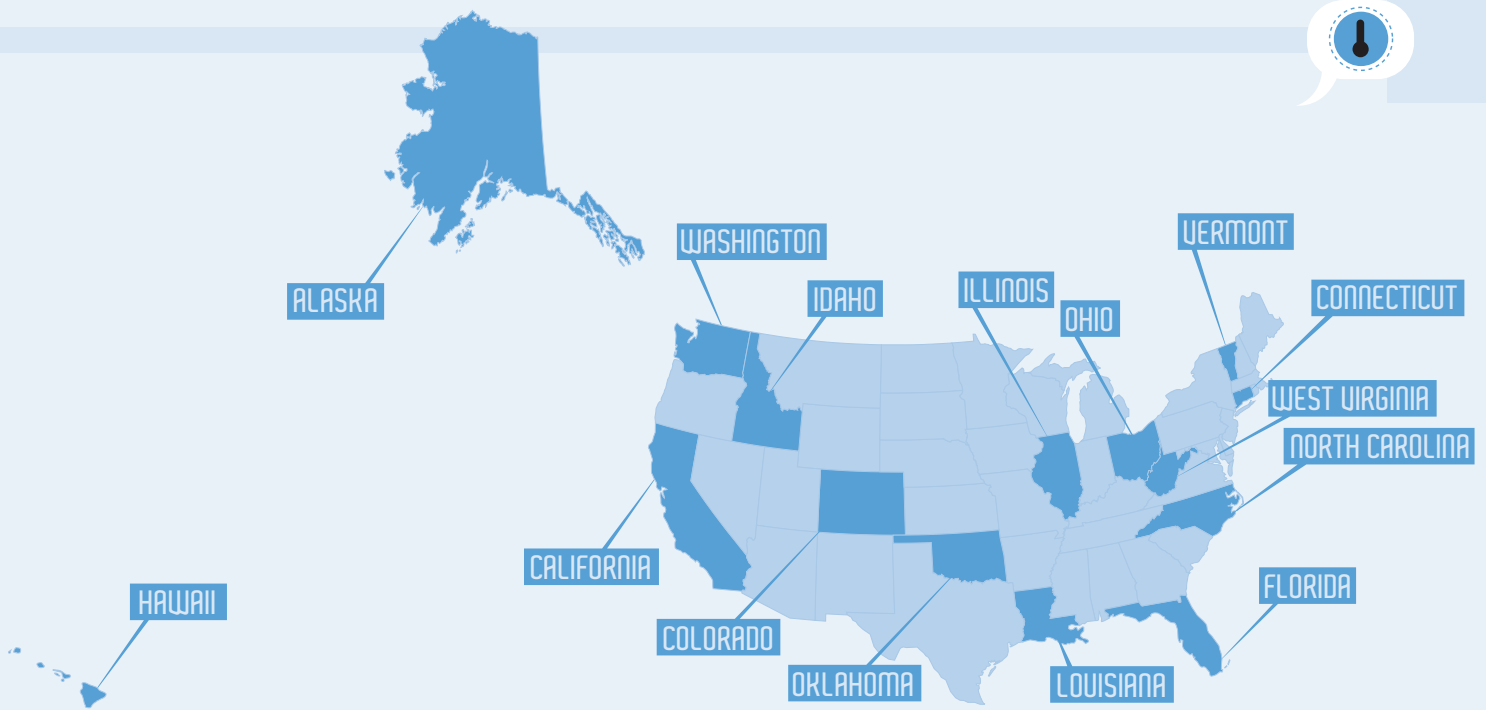 VERMONT
WASHINGTON
ALASKA
IDAHO
ILLINOIS
CONNECTICUT
OHIO
WEST VIRGINIA
NORTH CAROLINA
CALIFORNIA
HAWAII
FLORIDA
COLORADO
OKLAHOMA
LOUISIANA